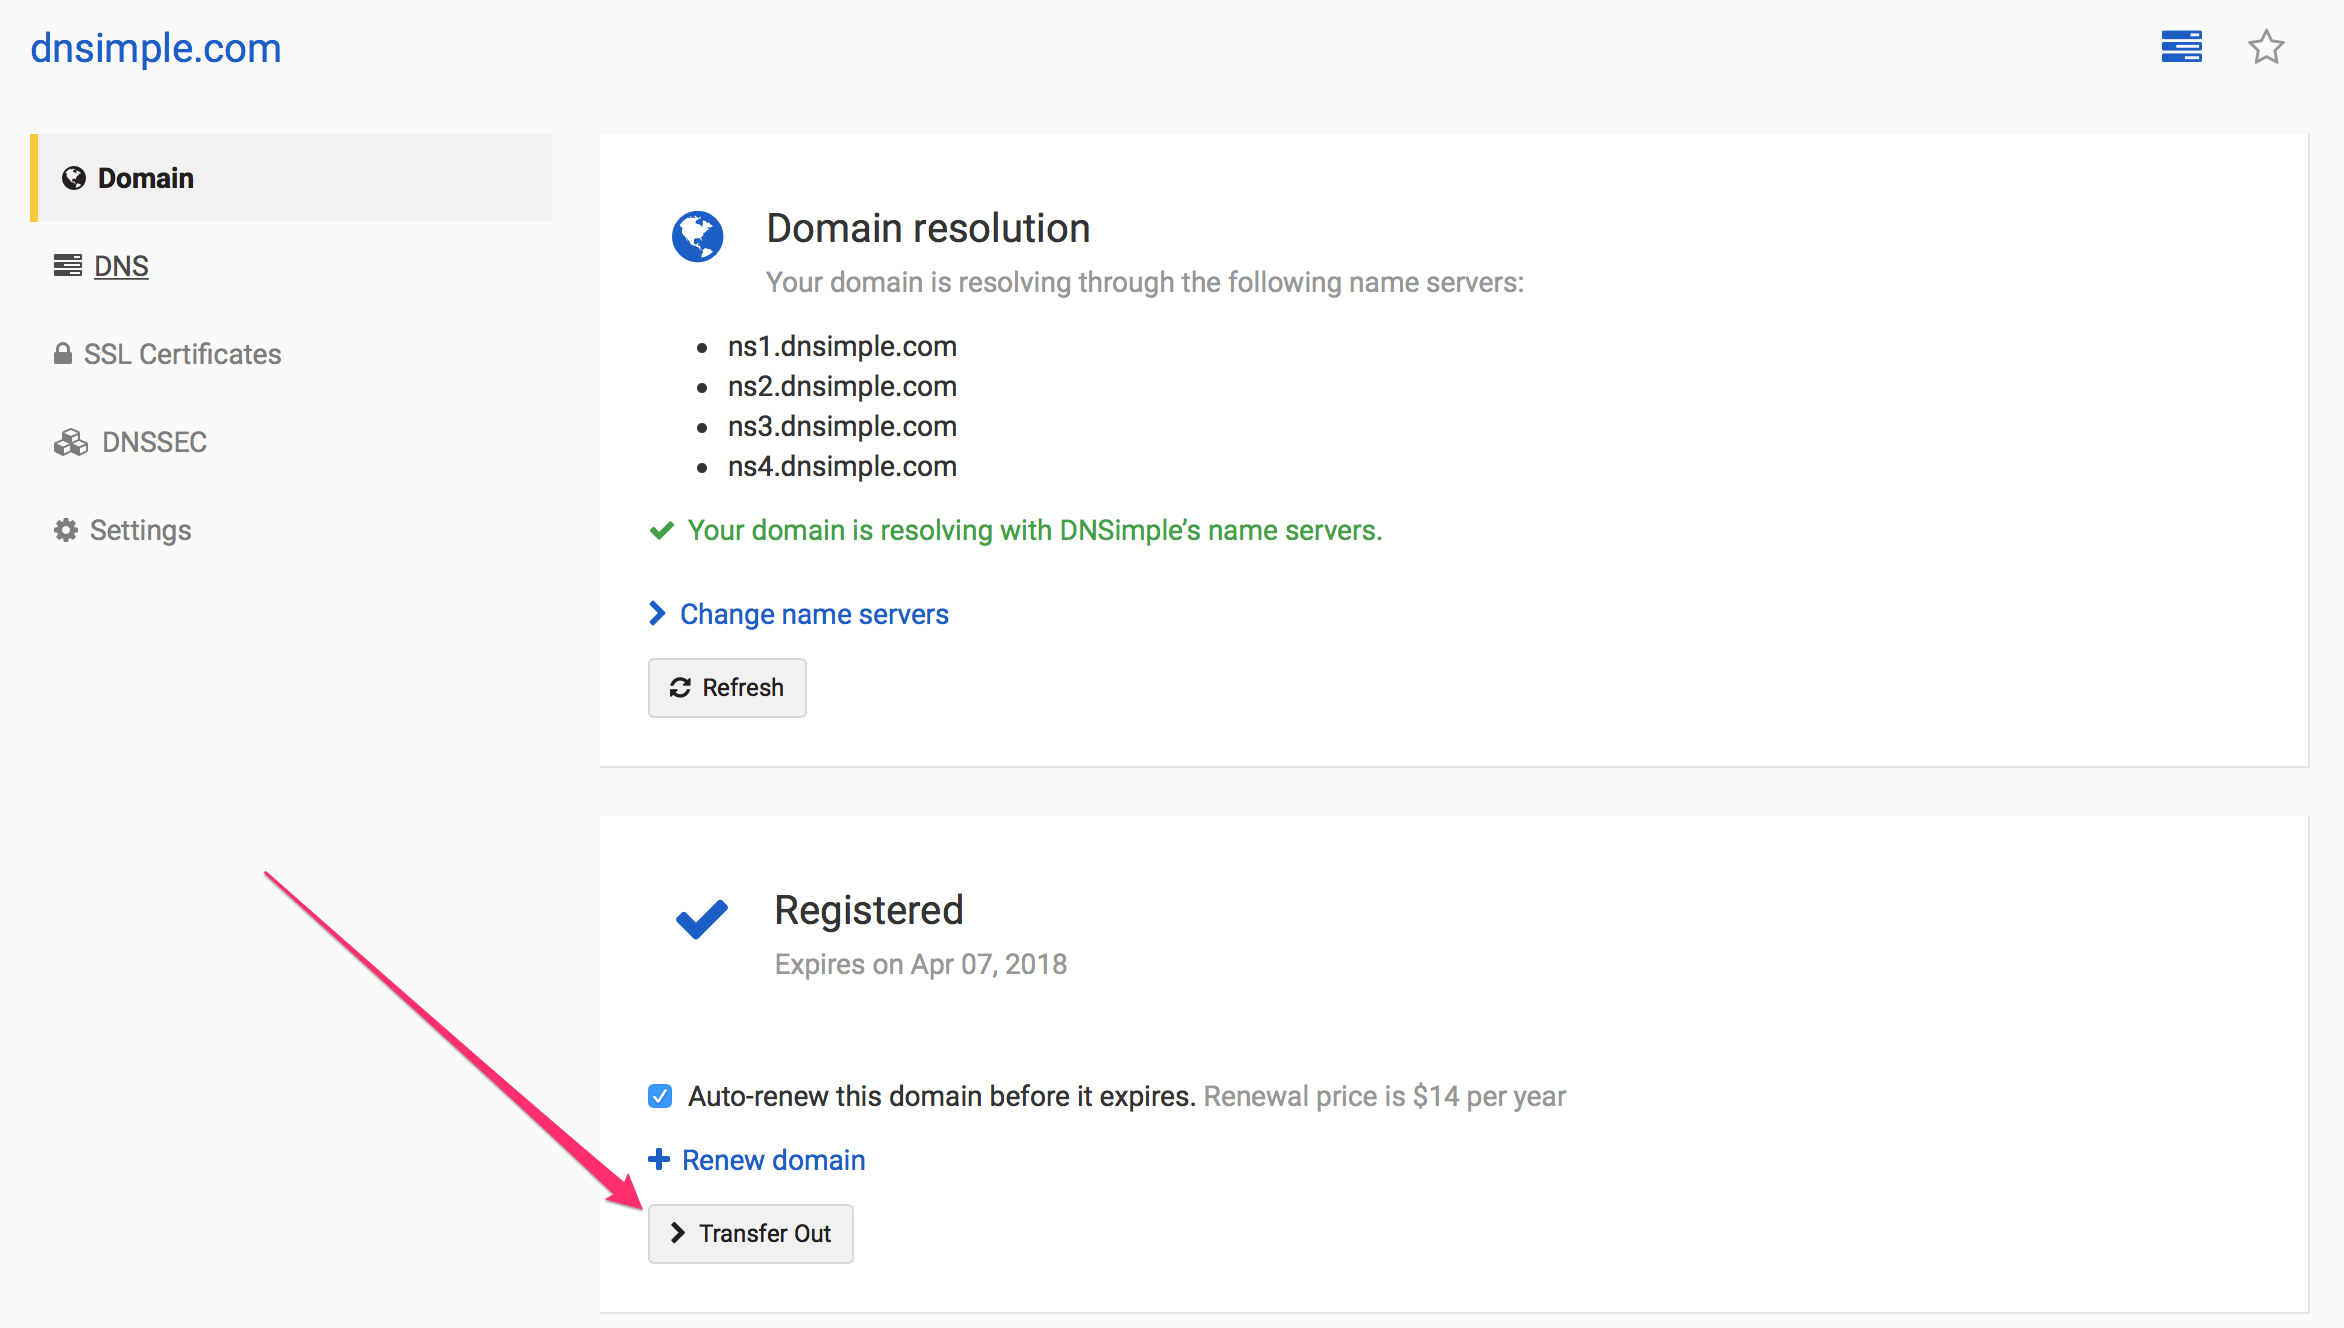 dnsimple.com
Domain
DNS
SSL Certificates
DNSSEC
Settings
Domain resolution
Your domain is resolving through the following name servers:
ns1.dnsimple.com
ns2.dnsimple.com
ns3.dnsimple.com
ns4.dnsimple.com
Your domain is resolving with DNSimple’s name servers.
Change name servers
Refresh
Registered
Expires on Apr 07, 2018
Auto-renew this domain before it expires. Renewal price is $14 per year
Renew domain
Transfer Out